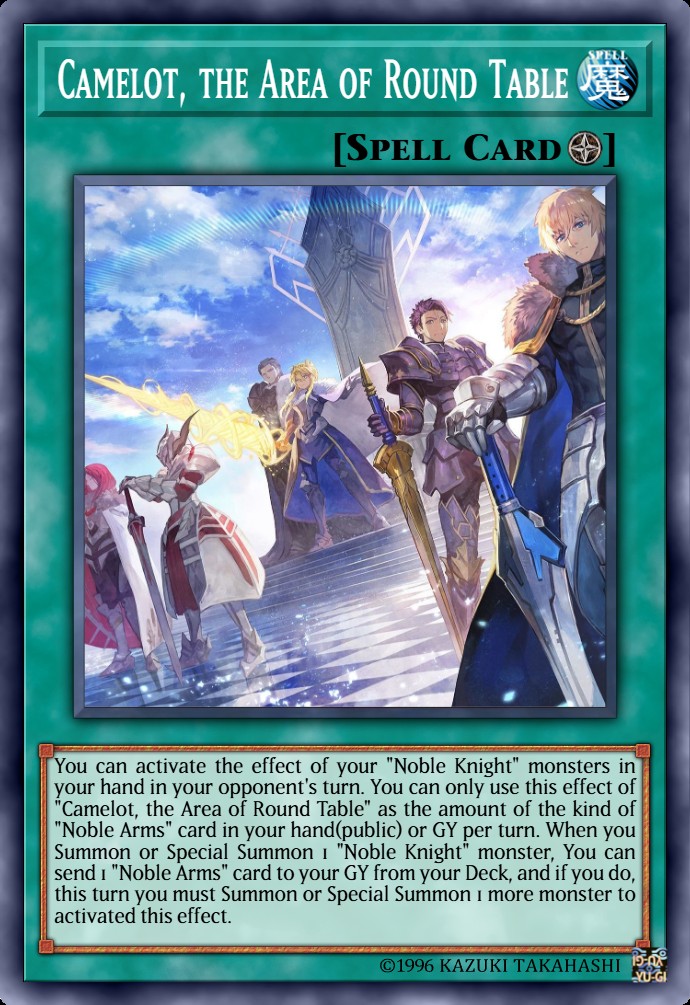 Camelot, the Area of Round Table
SPELL
魔
[Spell Card]
You can activate the effect of your "Noble Knight" monsters in
your hand in your opponent's turn. You can only use this effect of
"Camelot, the Area of Round Table" as the amount of the kind of
"Noble Arms" card in your hand(public) or GY per turn. When you
Summon or Special Summon 1 "Noble Knight" monster, You can
send 1 "Noble Arms" card to your GY from your Deck, and if you do,
this turn you must Summon or Special Summon 1 more monster to
activated this effect.
©1996 KAZUKI TAKAHASHI
YU-GI